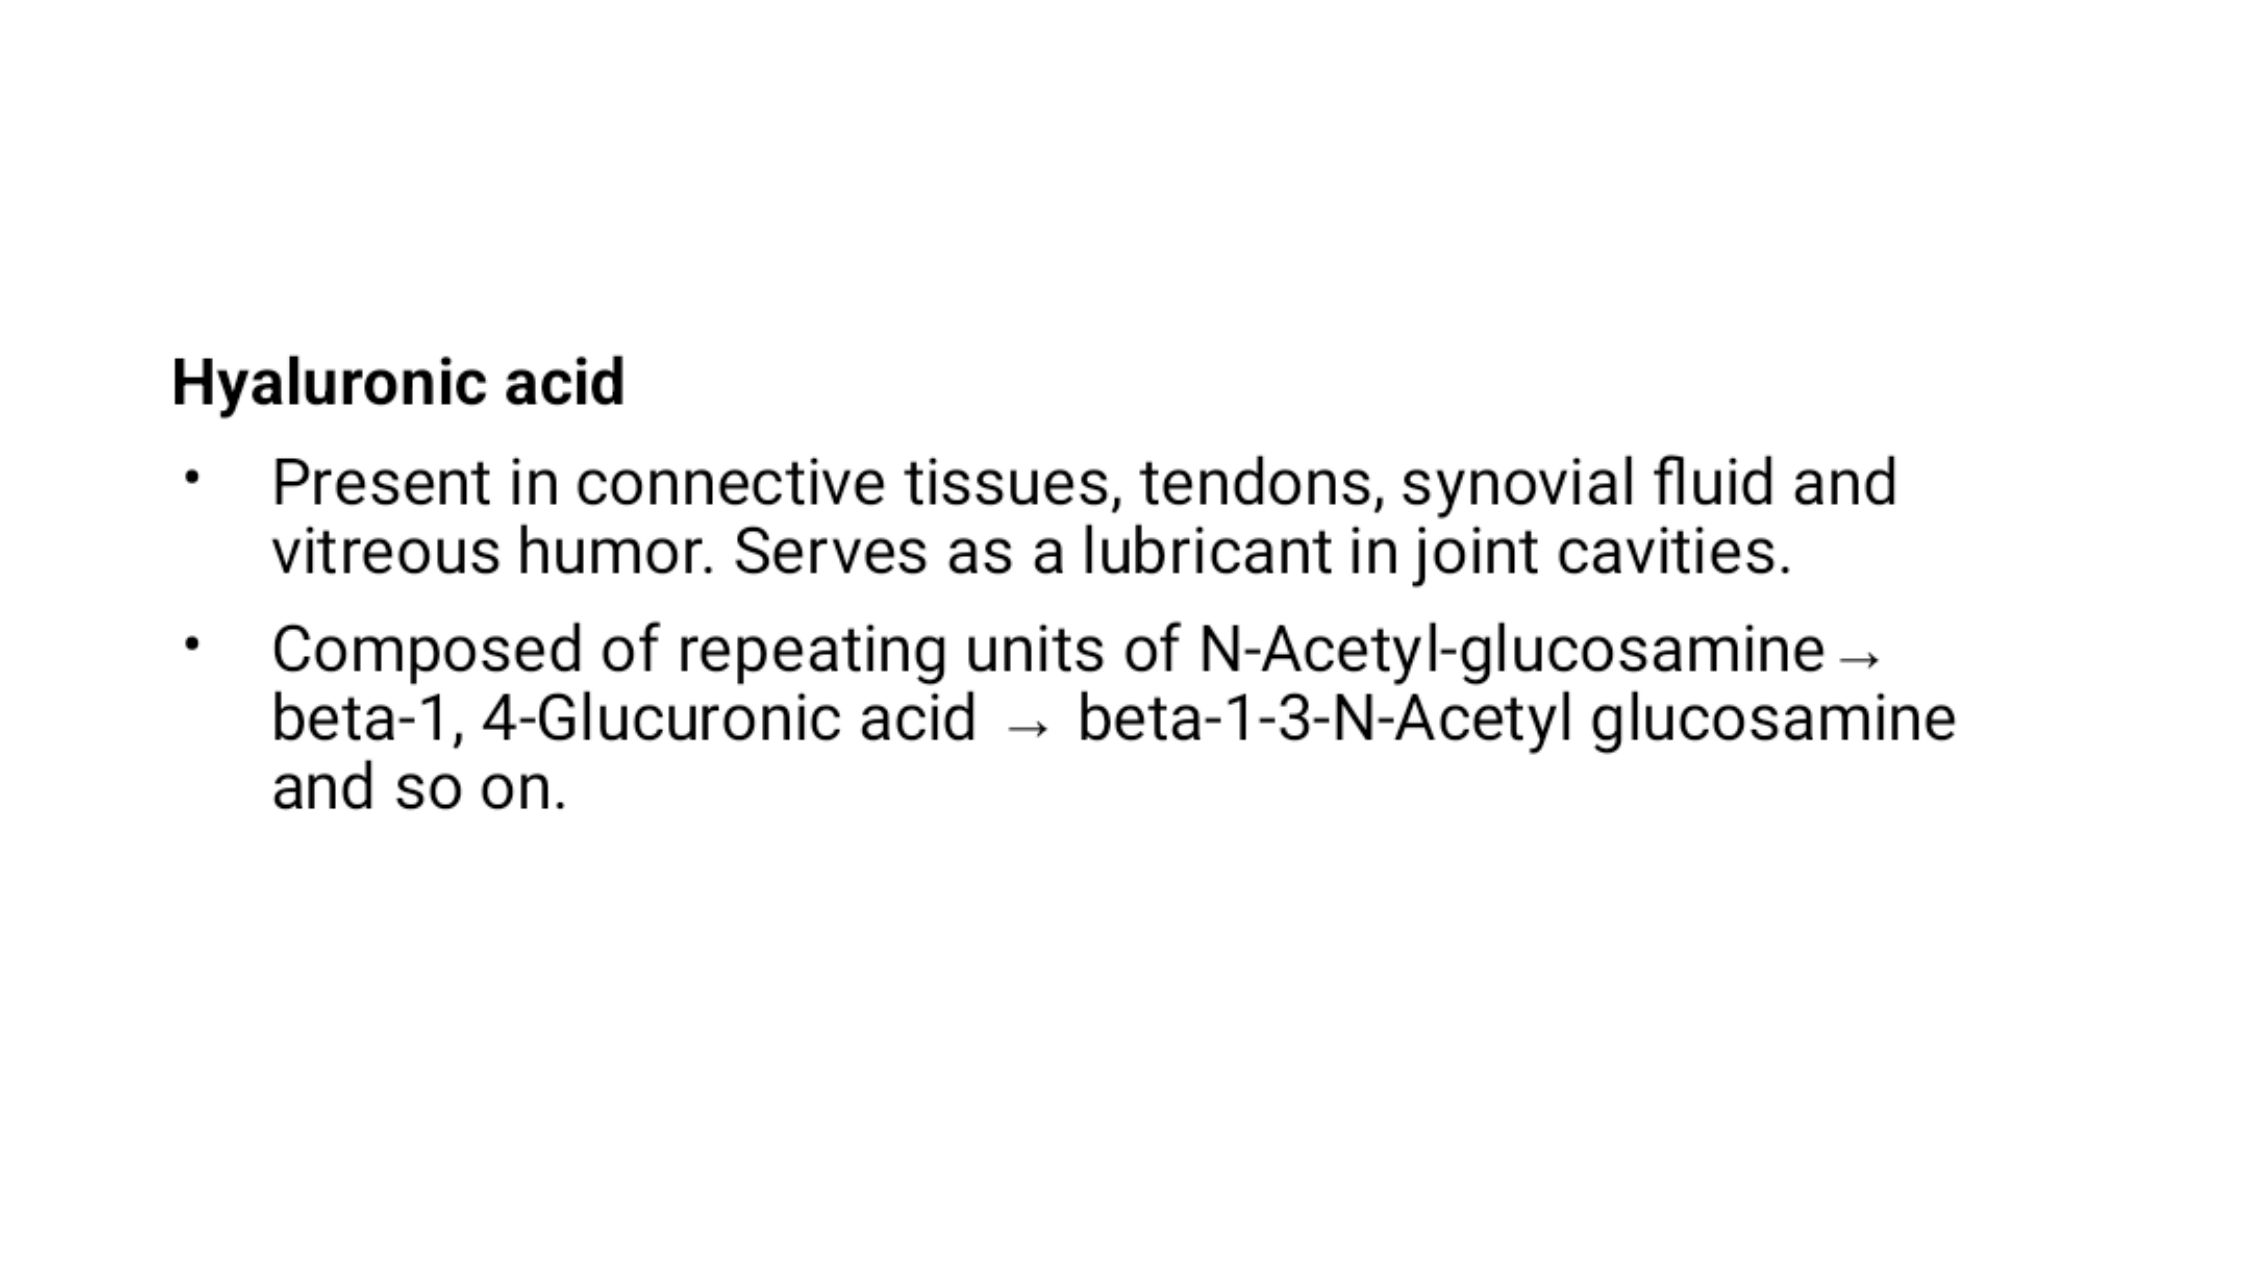 Hyaluronic acid
• Present in connective tissues, tendons, synovial fluid and
vitreous humor. Serves as a lubricant in joint cavities.
• Composed of repeating units of N-Acetyl-glucosamine→
beta-1, 4-Glucuronic acid → beta-1-3-N-Acetyl glucosamine
and so on.